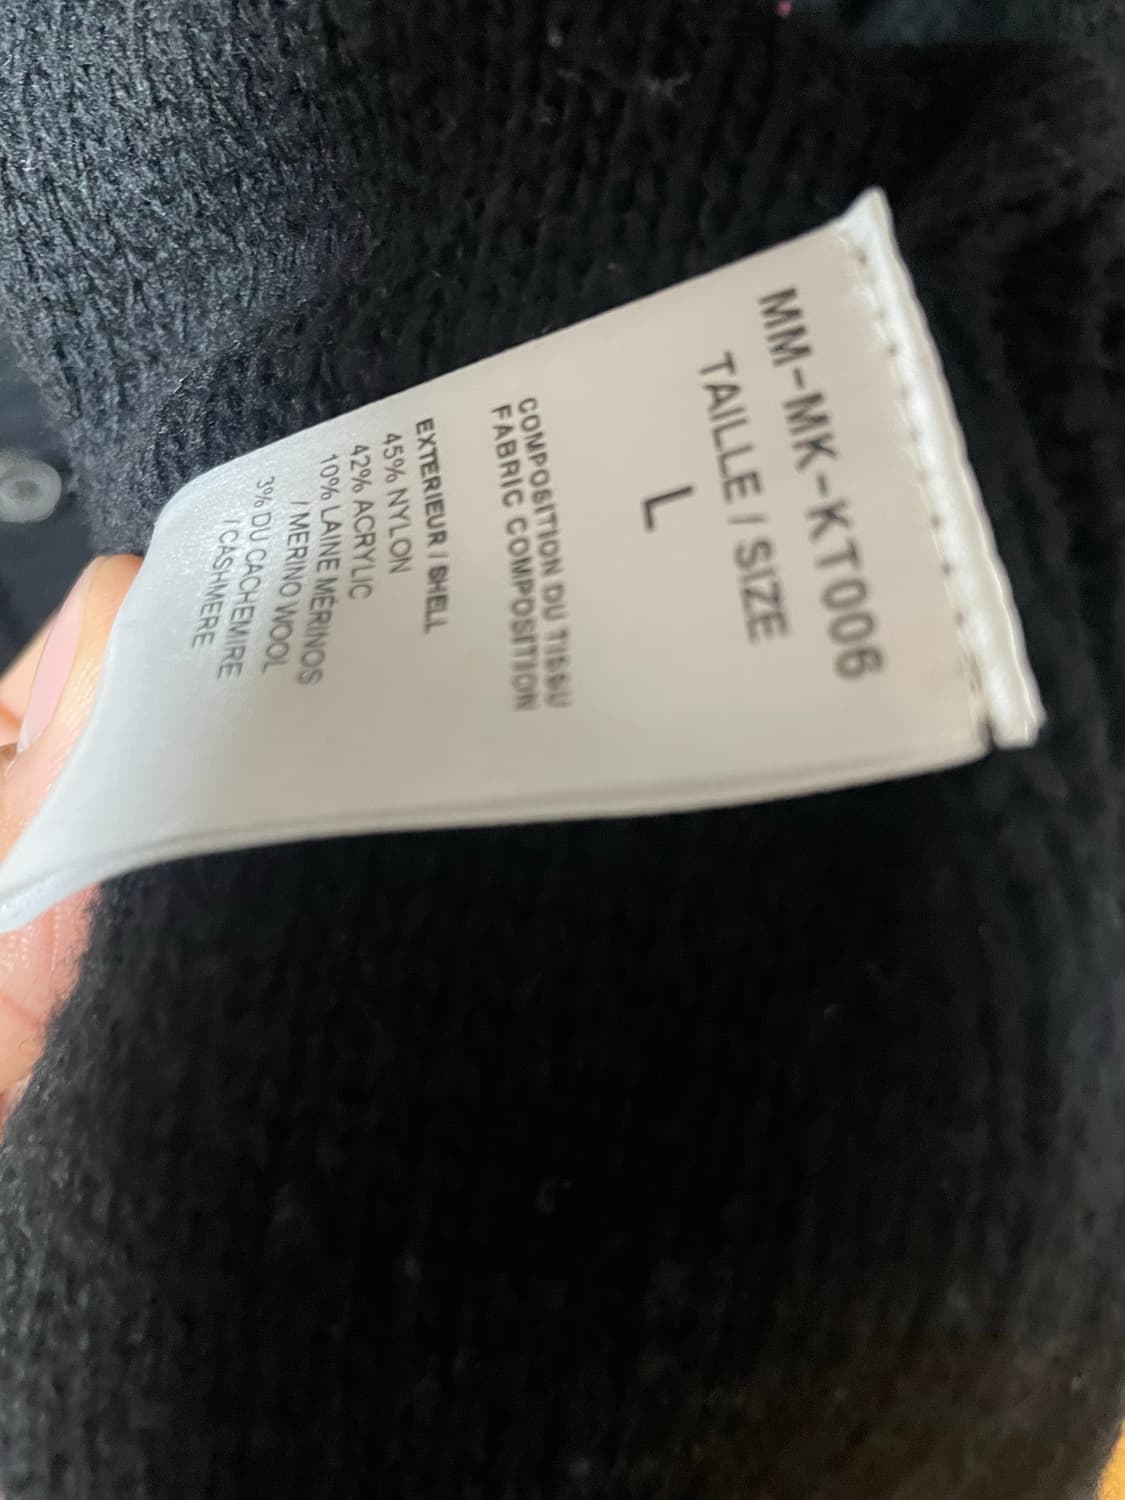 MM-MK-KT006
TAILLE / SIZE
L
COMPOSITION DU TISSU
FABRIC COMPOSITION
EXTERIEUR / SHELL
45% NYLON
42% ACRYLIC
10% LAINE MÉRINOS
/ MERINO WOOL
3% DU CACHEMIRE
/ CASHMERE